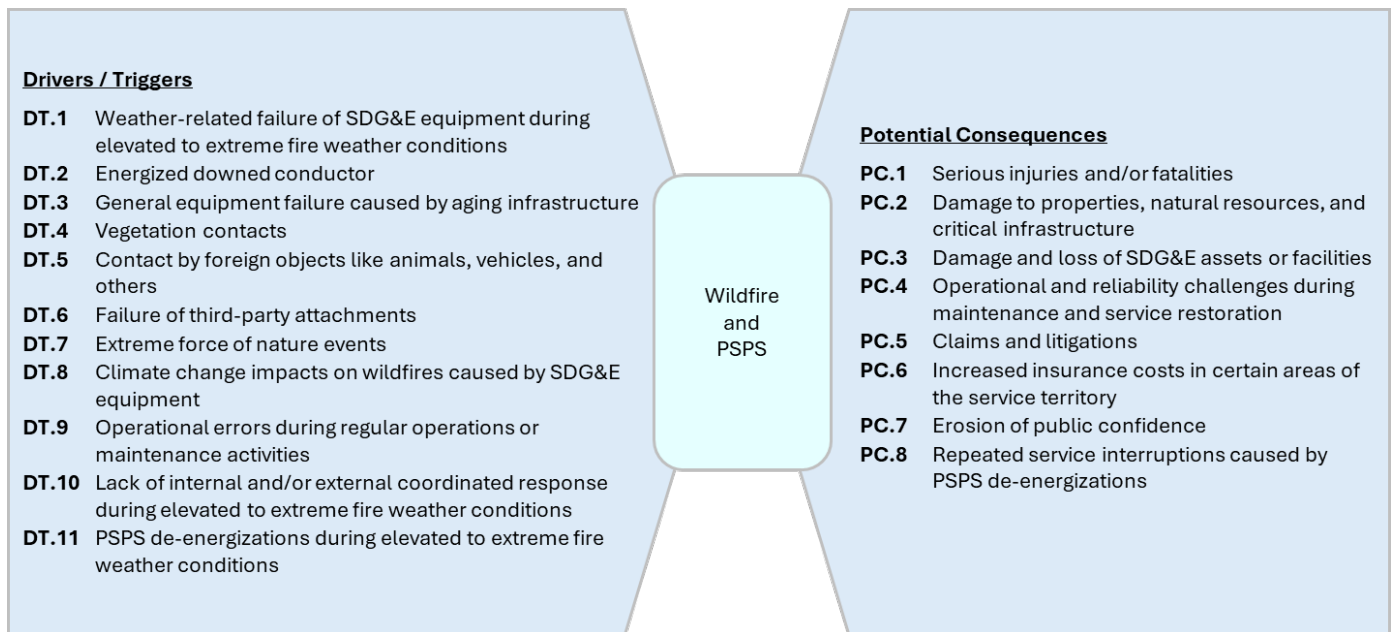 Drivers / Triggers
DT.1 Weather-related failure of SDG&E equipment during
elevated to extreme fire weather conditions
DT.2 Energized downed conductor
DT.3 General equipment failure caused by aging infrastructure
DT.4 Vegetation contacts
DT.5 Contact by foreign objects like animals, vehicles, and
others
DT.6 Failure of third-party attachments
DT.7 Extreme force of nature events
DT.8 Climate change impacts on wildfires caused by SDG&E
equipment
DT.9 Operational errors during regular operations or
maintenance activities
DT.10 Lack of internal and/or external coordinated response
during elevated to extreme fire weather conditions
DT.11 PSPS de-energizations during elevated to extreme fire
weather conditions
Wildfire
and
PSPS
Potential Consequences
PC.1 Serious injuries and/or fatalities
PC.2 Damage to properties, natural resources, and
critical infrastructure
PC.3 Damage and loss of SDG&E assets or facilities
PC.4 Operational and reliability challenges during
maintenance and service restoration
PC.5 Claims and litigations
PC.6 Increased insurance costs in certain areas of
the service territory
PC.7 Erosion of public confidence
PC.8 Repeated service interruptions caused by
PSPS de-energizations